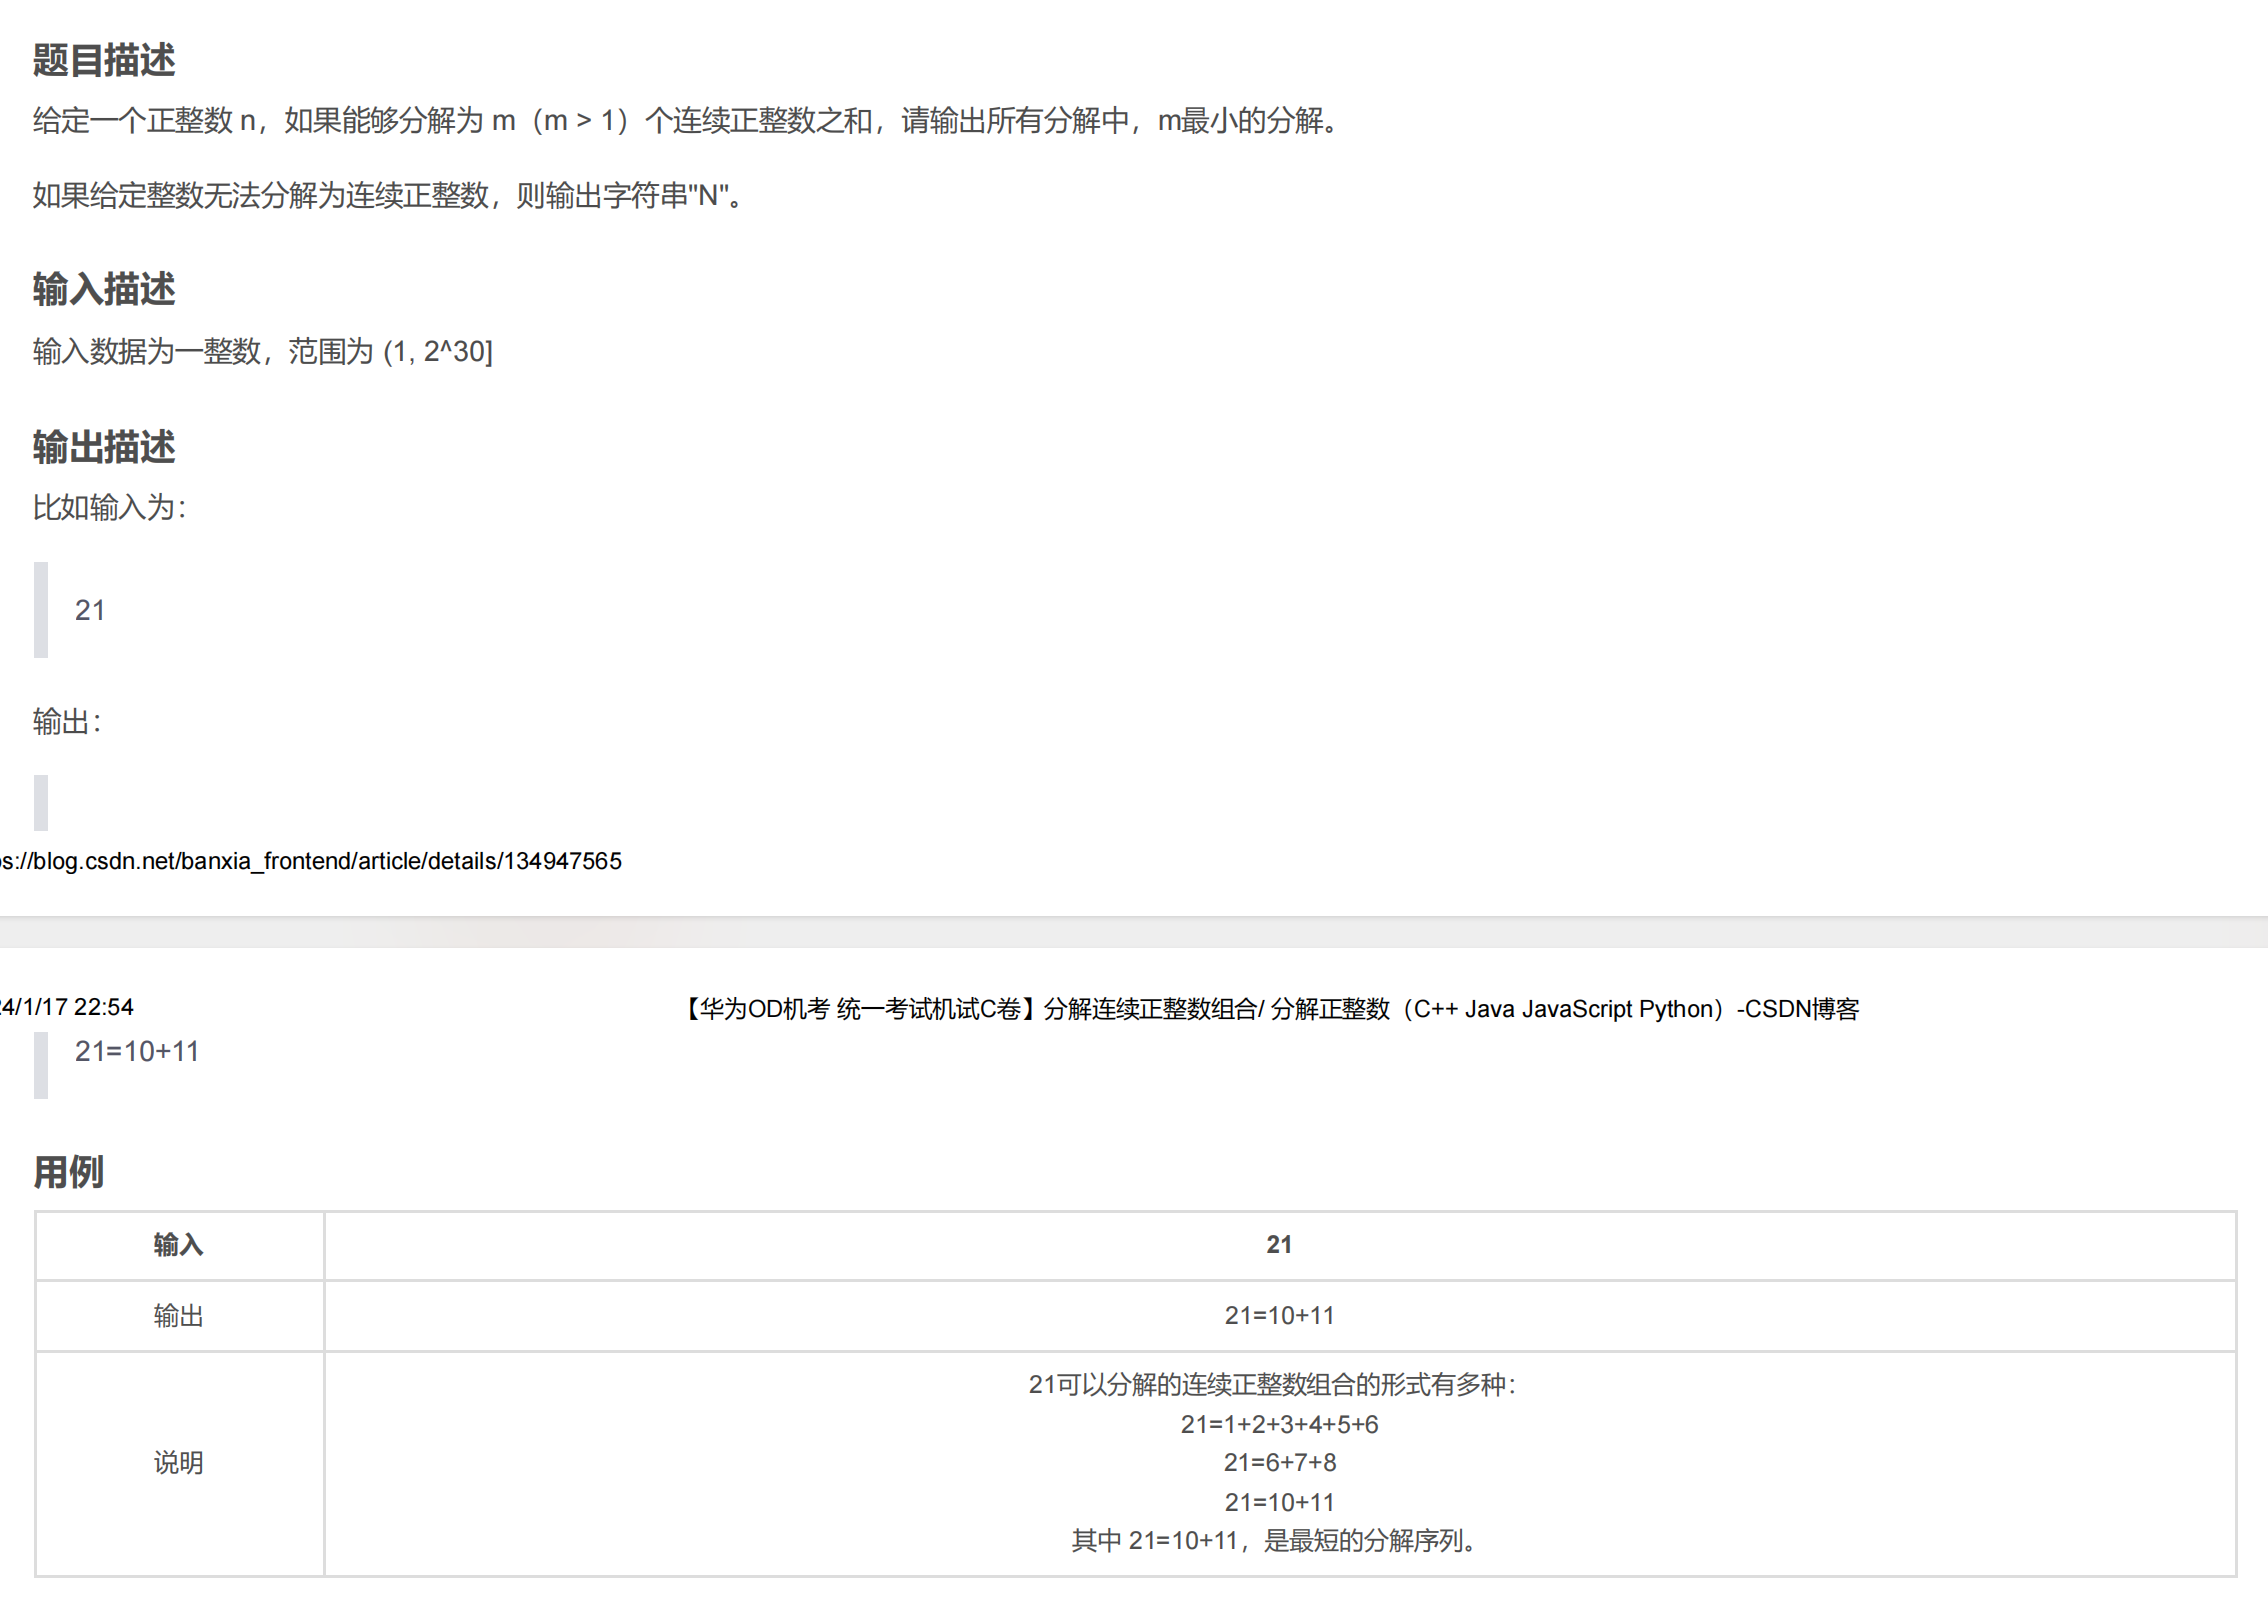 题目描述
给定一个正整数 n，如果能够分解为 m（m > 1）个连续正整数之和，请输出所有分解中，m最小的分解。
如果给定整数无法分解为连续正整数，则输出字符串"N"。
输入描述
输入数据为一整数，范围为 (1, 2^30]
输出描述
比如输入为：
21
输出：
s://blog.csdn.net/banxia_frontend/article/details/134947565
4/1/17 22:54
【华为OD机考 统一考试机试C卷】分解连续正整数组合/ 分解正整数（C++ Java JavaScript Python）-CSDN博客
21=10+11
用例
输入 21
输出 21=10+11
说明
21可以分解的连续正整数组合的形式有多种：
21=1+2+3+4+5+6
21=6+7+8
21=10+11
其中 21=10+11，是最短的分解序列。